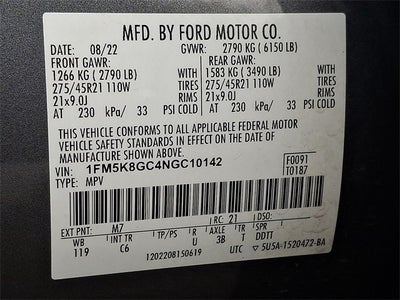 MFD. BY FORD MOTOR CO.
DATE: 08/22 GVWR: 2790 KG ( 6150 LB)
FRONT GAWR: REAR GAWR:
1266 KG ( 2790 LB) WITH 1583 KG ( 3490 LB) WITH
275/45R21 110W TIRES 275/45R21 110W TIRES
21x9.0J RIMS 21x9.0J RIMS
AT 230 kPa/ 33 PSI COLD AT 230 kPa/ 33 PSI COLD
THIS VEHICLE CONFORMS TO ALL APPLICABLE FEDERAL MOTOR
VEHICLE SAFETY STANDARDS IN EFFECT ON THE DATE OF
MANUFACTURE SHOWN ABOVE.
VIN: 1FM5K8GC4NGC10142 F0091
TYPE: MPV T0187
EXT PNT: M7 RC: 21 DSO:
WB INT TR TP/PS R AXLE TR SPR
119 C6 U 3B T DDTT
1202208150619 UTC 5U5A-1520472-BA